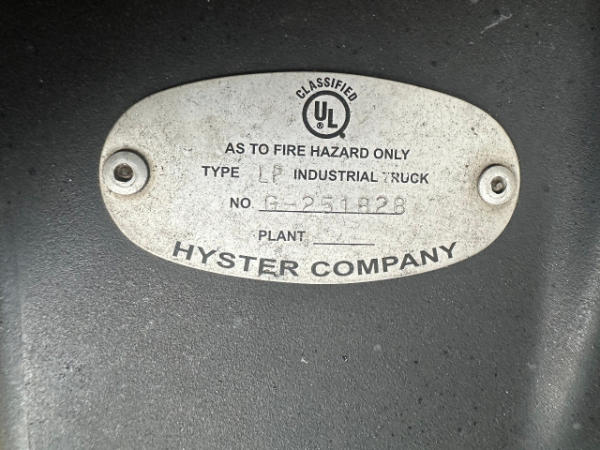 CLASSIFIED
UL
®
AS TO FIRE HAZARD ONLY
TYPE LP INDUSTRIAL TRUCK
NO G-251828
PLANT
HYSTER COMPANY